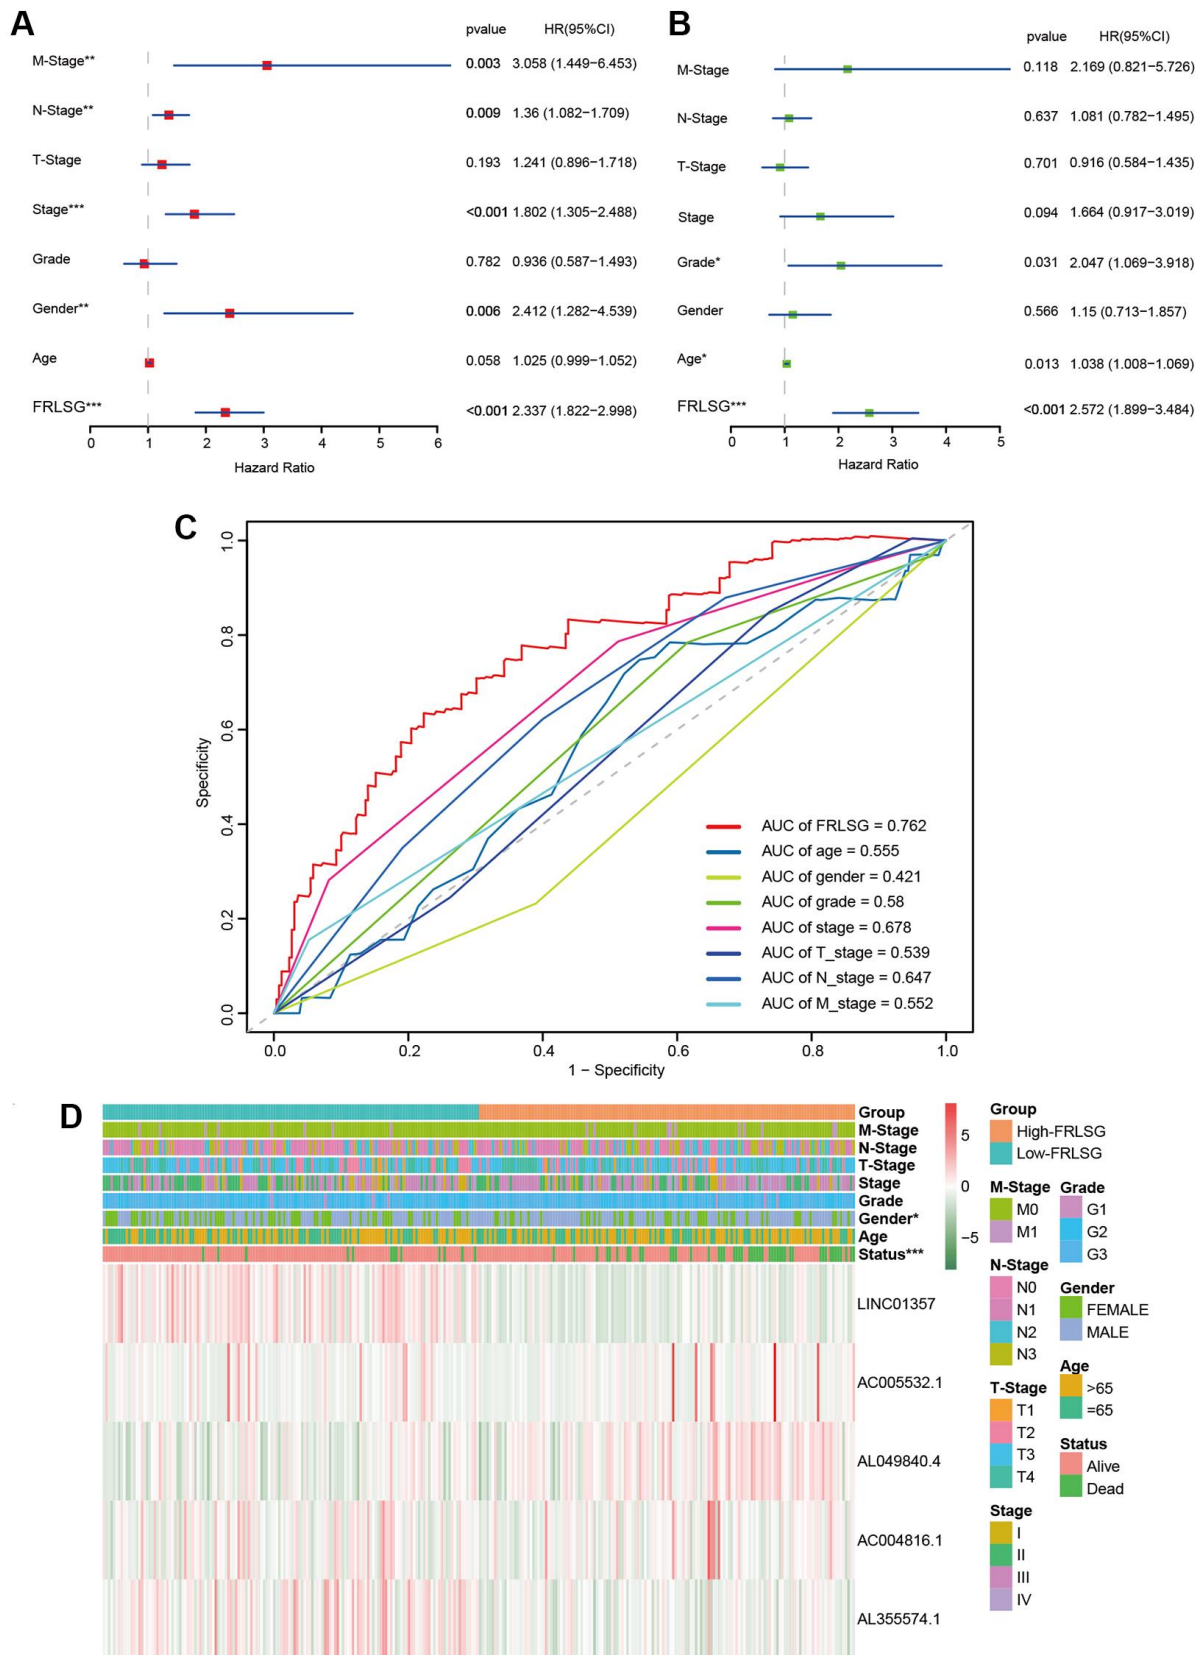 A
pvalue HR(95%CI)
M-Stage** 0.003 3.058 (1.449−6.453)
N-Stage** 0.009 1.36 (1.082−1.709)
T-Stage 0.193 1.241 (0.896−1.718)
Stage*** <0.001 1.802 (1.305−2.488)
Grade 0.782 0.936 (0.587−1.493)
Gender** 0.006 2.412 (1.282−4.539)
Age 0.058 1.025 (0.999−1.052)
FRLSG*** <0.001 2.337 (1.822−2.998)
0 1 2 3 4 5 6
Hazard Ratio
B
pvalue HR(95%CI)
M-Stage 0.118 2.169 (0.821−5.726)
N-Stage 0.637 1.081 (0.782−1.495)
T-Stage 0.701 0.916 (0.584−1.435)
Stage 0.094 1.664 (0.917−3.019)
Grade* 0.031 2.047 (1.069−3.918)
Gender 0.566 1.15 (0.713−1.857)
Age* 0.013 1.038 (1.008−1.069)
FRLSG*** <0.001 2.572 (1.899−3.484)
0 1 2 3 4 5
Hazard Ratio
C
Specificity
1.0
0.8
0.6
0.4
0.2
0.0
AUC of FRLSG = 0.762
AUC of age = 0.555
AUC of gender = 0.421
AUC of grade = 0.58
AUC of stage = 0.678
AUC of T_stage = 0.539
AUC of N_stage = 0.647
AUC of M_stage = 0.552
0.0 0.2 0.4 0.6 0.8 1.0
1 − Specificity
D
Group
M-Stage
N-Stage
T-Stage
Stage
Grade
Gender*
Age
Status***
LINC01357
AC005532.1
AL049840.4
AC004816.1
AL355574.1
5
0
−5
Group
High-FRLSG
Low-FRLSG
M-Stage
M0
M1
N-Stage
N0
N1
N2
N3
T-Stage
T1
T2
T3
T4
Stage
I
II
III
IV
Grade
G1
G2
G3
Gender
FEMALE
MALE
Age
>65
=65
Status
Alive
Dead